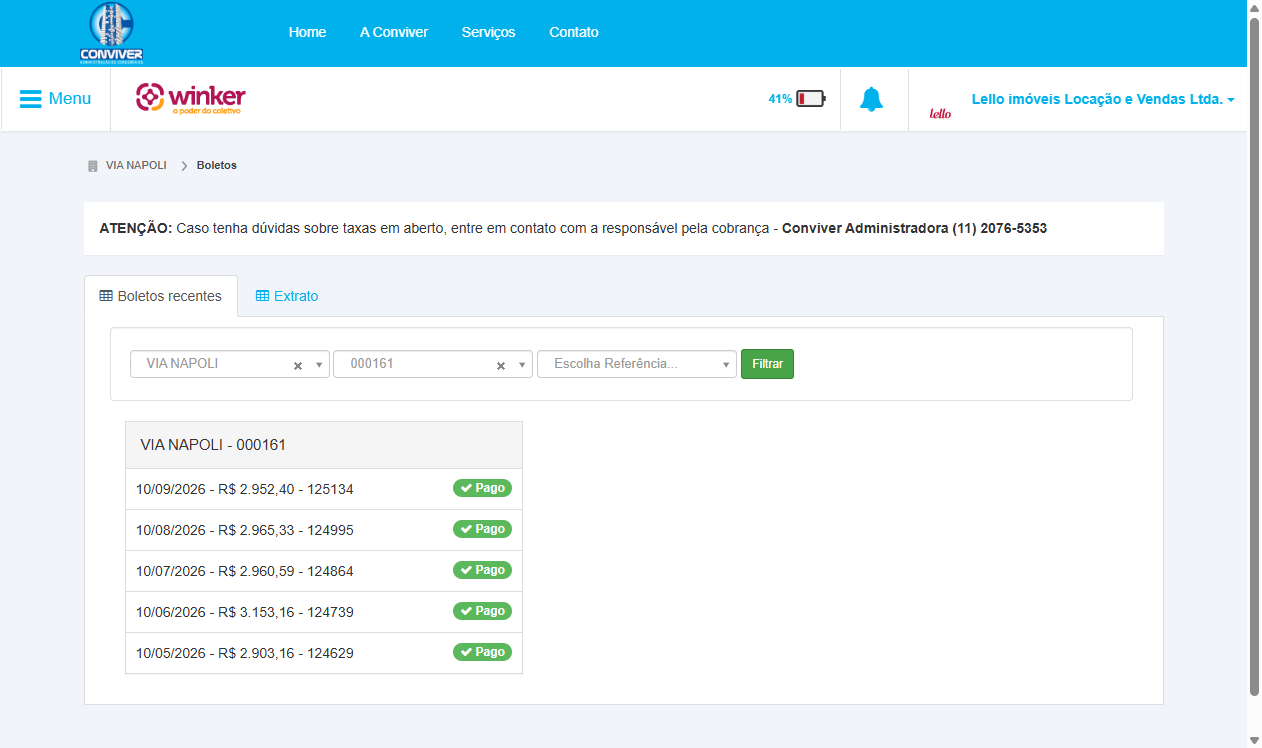 CONVIVER
Home
A Conviver
Serviços
Contato
Menu
winker
o poder do coletivo
41%
lello
Lello imóveis Locação e Vendas Ltda.
VIA NAPOLI
Boletos
ATENÇÃO: Caso tenha dúvidas sobre taxas em aberto, entre em contato com a responsável pela cobrança - Conviver Administradora (11) 2076-5353
Boletos recentes
Extrato
VIA NAPOLI
000161
Escolha Referência...
Filtrar
VIA NAPOLI - 000161
10/09/2026 - R$ 2.952,40 - 125134
Pago
10/08/2026 - R$ 2.965,33 - 124995
Pago
10/07/2026 - R$ 2.960,59 - 124864
Pago
10/06/2026 - R$ 3.153,16 - 124739
Pago
10/05/2026 - R$ 2.903,16 - 124629
Pago